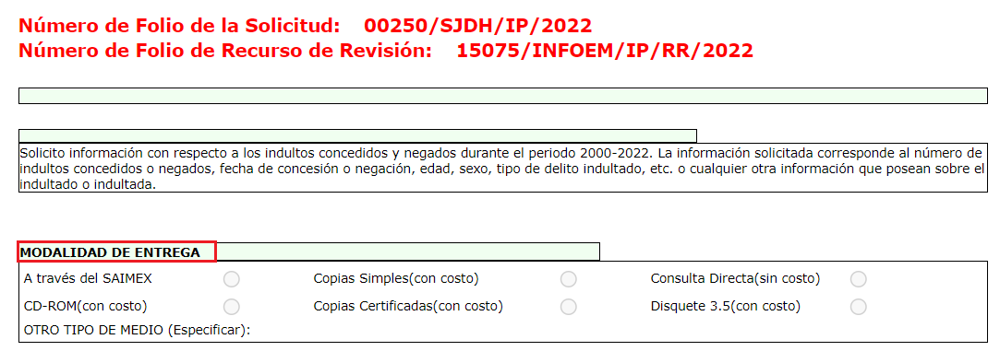 Número de Folio de la Solicitud: 00250/SJDH/IP/2022
Número de Folio de Recurso de Revisión: 15075/INFOEM/IP/RR/2022
Solicito información con respecto a los indultos concedidos y negados durante el periodo 2000-2022. La información solicitada corresponde al número de
indultos concedidos o negados, fecha de concesión o negación, edad, sexo, tipo de delito indultado, etc. o cualquier otra información que posean sobre el
indultado o indultada.
MODALIDAD DE ENTREGA
A través del SAIMEX Copias Simples(con costo) Consulta Directa(sin costo)
CD-ROM(con costo) Copias Certificadas(con costo) Disquete 3.5(con costo)
OTRO TIPO DE MEDIO (Especificar):